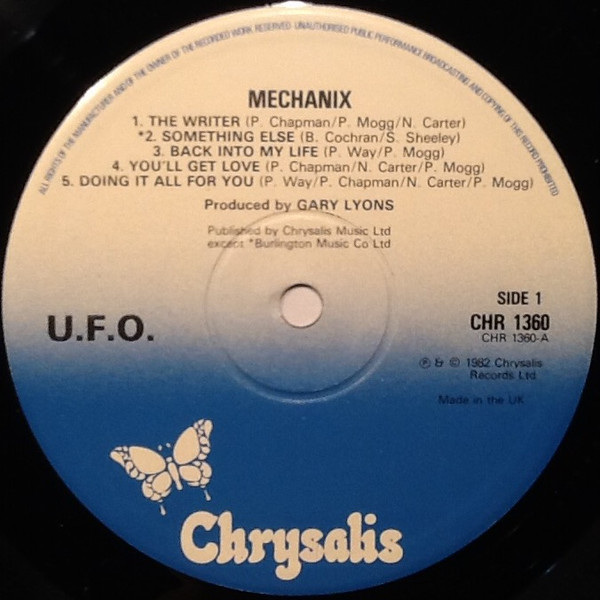 ALL RIGHTS OF THE MANUFACTURER AND OF THE OWNER OF THE RECORDED WORK RESERVED UNAUTHORISED PUBLIC PERFORMANCE BROADCASTING AND COPYING OF THIS RECORD PROHIBITED
MECHANIX
1. THE WRITER (P. Chapman/P. Mogg/N. Carter)
*2. SOMETHING ELSE (B. Cochran/S. Sheeley)
3. BACK INTO MY LIFE (P. Way/P. Mogg)
4. YOU'LL GET LOVE (P. Chapman/N. Carter/P. Mogg)
5. DOING IT ALL FOR YOU (P. Way/P. Chapman/N. Carter/P. Mogg)
Produced by GARY LYONS
Published by Chrysalis Music Ltd
except *Burlington Music Co Ltd
SIDE 1
U.F.O.
CHR 1360
CHR 1360-A
℗ & © 1982 Chrysalis
Records Ltd
Made in the UK
Chrysalis